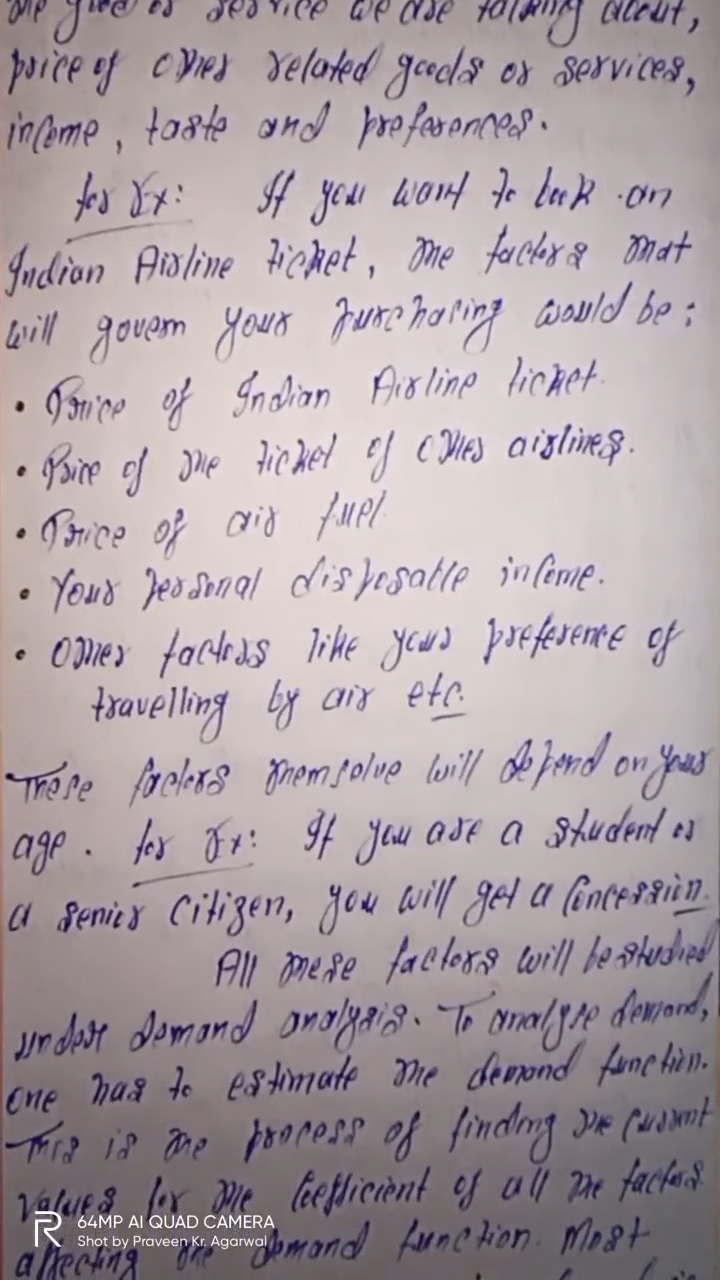 the good or service we are talking about,
price of other related goods or services,
income, taste and preferences.
for Ex: If you want to book an
Indian Airline ticket, the factors that
will govern your purchasing would be:
• Price of Indian Airline ticket.
• Price of the ticket of other airlines.
• Price of air fuel
• Your personal disposable income.
• Other factors like your preference of
travelling by air etc.
These factors themselve will depend on your
age. for Ex: If you are a student or
a senior citizen, you will get a concession.
All these factors will be studied
under demand analysis. To analyse demand,
one has to estimate the demand function.
This is the process of finding the current
values for the coefficient of all the factors
affecting the demand function. Most
R 64MP AI QUAD CAMERA
Shot by Praveen Kr. Agarwal